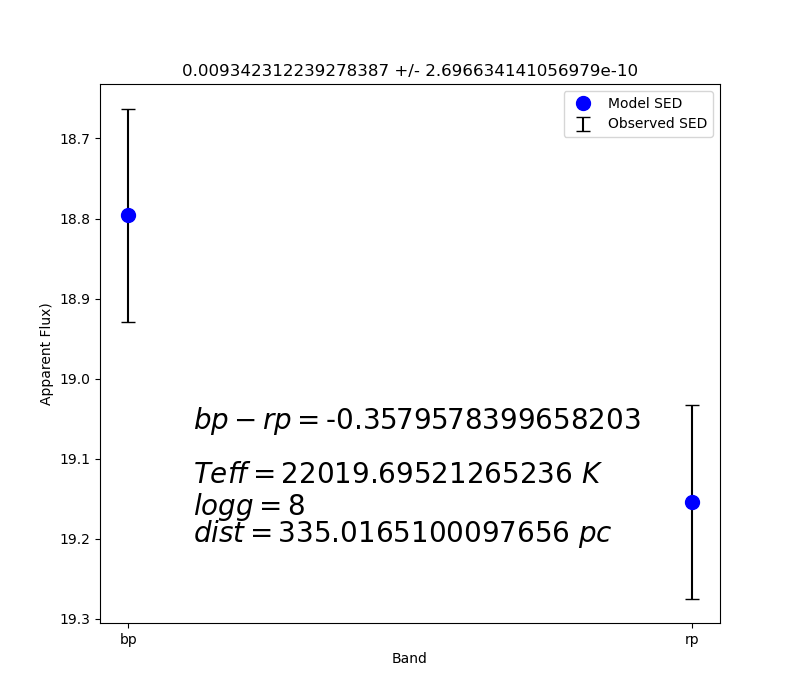 0.009342312239278387 +/- 2.696634141056979e-10
Model SED
Observed SED
18.7
18.8
18.9
19.0
19.1
19.2
19.3
Apparent Flux)
bp − rp = -0.3579578399658203
Teff = 22019.69521265236 K
logg = 8
dist = 335.0165100097656 pc
bp
rp
Band